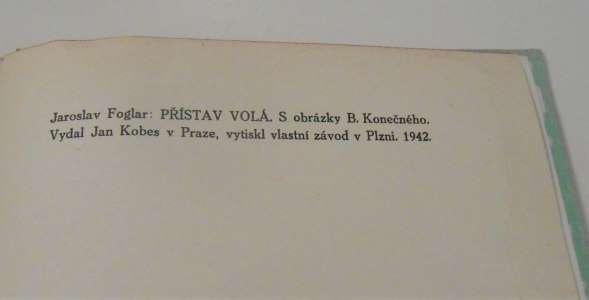 Jaroslav Foglar: PŘÍSTAV VOLÁ. S obrázky B. Konečného.
Vydal Jan Kobes v Praze, vytiskl vlastní závod v Plzni. 1942.